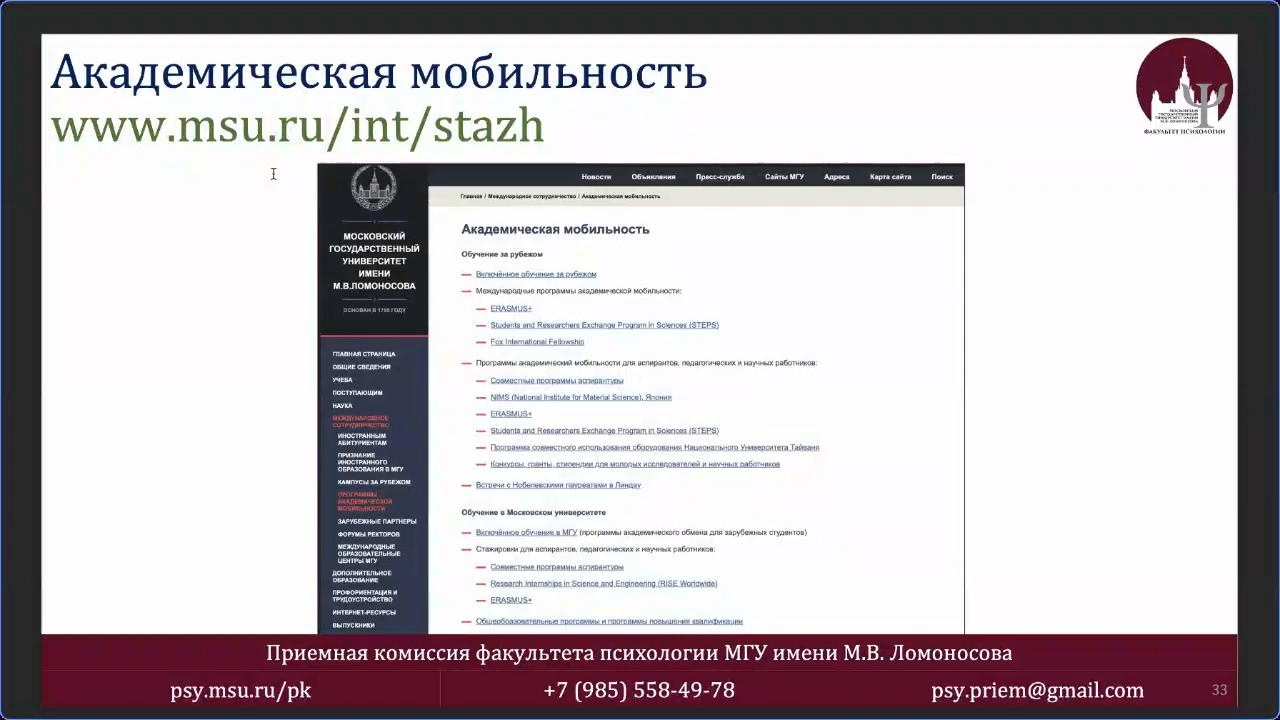 Академическая мобильность
www.msu.ru/int/stazh
ФАКУЛЬТЕТ ПСИХОЛОГИИ
Новости Объявления Пресс-служба Сайты МГУ Адреса Карта сайта Поиск
Главная / Международное сотрудничество / Академическая мобильность
МОСКОВСКИЙ
ГОСУДАРСТВЕННЫЙ
УНИВЕРСИТЕТ
ИМЕНИ
М.В.ЛОМОНОСОВА
ОСНОВАН В 1755 ГОДУ
ГЛАВНАЯ СТРАНИЦА
ОБЩИЕ СВЕДЕНИЯ
УЧЕБА
ПОСТУПАЮЩИМ
НАУКА
МЕЖДУНАРОДНОЕ
СОТРУДНИЧЕСТВО
ИНОСТРАННЫМ
АБИТУРИЕНТАМ
ПРИЗНАНИЕ
ИНОСТРАННОГО
ОБРАЗОВАНИЯ В МГУ
КАМПУСЫ ЗА РУБЕЖОМ
ПРОГРАММЫ
АКАДЕМИЧЕСКОЙ
МОБИЛЬНОСТИ
ЗАРУБЕЖНЫЕ ПАРТНЕРЫ
ФОРУМЫ РЕКТОРОВ
МЕЖДУНАРОДНЫЕ
ОБРАЗОВАТЕЛЬНЫЕ
ЦЕНТРЫ МГУ
ДОПОЛНИТЕЛЬНОЕ
ОБРАЗОВАНИЕ
ПРОФОРИЕНТАЦИЯ И
ТРУДОУСТРОЙСТВО
ИНТЕРНЕТ-РЕСУРСЫ
ВЫПУСКНИКИ
Академическая мобильность
Обучение за рубежом
Включённое обучение за рубежом
Международные программы академической мобильности:
ERASMUS+
Students and Researchers Exchange Program in Sciences (STEPS)
Fox International Fellowship
Программы академический мобильности для аспирантов, педагогических и научных работников:
Совместные программы аспирантуры
NIMS (National Institute for Material Science), Япония
ERASMUS+
Students and Researchers Exchange Program in Sciences (STEPS)
Программа совместного использования оборудования Национального Университета Тайваня
Конкурсы, гранты, стипендии для молодых исследователей и научных работников
Встречи с Нобелевскими лауреатами в Линдау
Обучение в Московском университете
Включённое обучение в МГУ (программы академического обмена для зарубежных студентов)
Стажировки для аспирантов, педагогических и научных работников:
Совместные программы аспирантуры
Research Internships in Science and Engineering (RISE Worldwide)
ERASMUS+
Общеобразовательные программы и программы повышения квалификации
Приемная комиссия факультета психологии МГУ имени М.В. Ломоносова
psy.msu.ru/pk +7 (985) 558-49-78 psy.priem@gmail.com 33